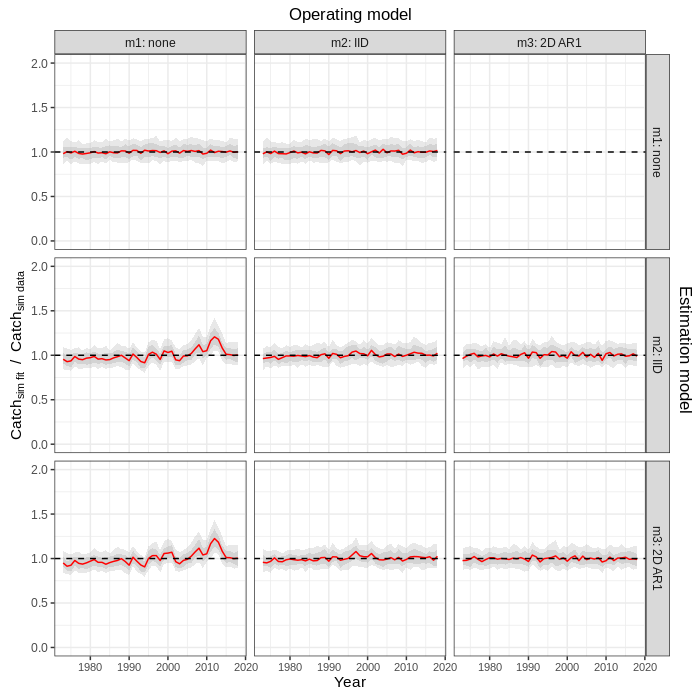 Operating model
m1: none m2: IID m3: 2D AR1
2.0
1.5
1.0
0.5
0.0
m1: none
2.0
1.5
1.0
0.5
0.0
m2: IID
2.0
1.5
1.0
0.5
0.0
m3: 2D AR1
Catchsim fit / Catchsim data
Estimation model
1980 1990 2000 2010 2020 1980 1990 2000 2010 2020 1980 1990 2000 2010 2020
Year